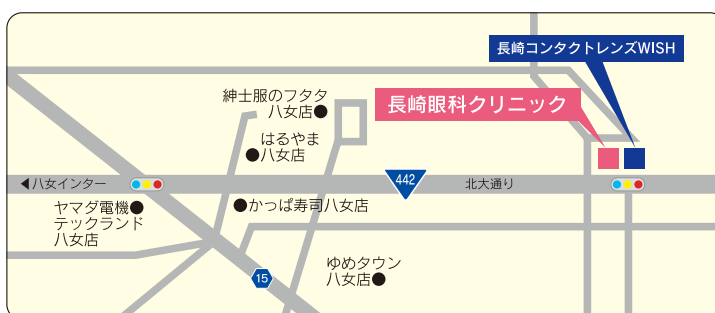 長崎コンタクトレンズWISH
長崎眼科クリニック
紳士服のフタタ
八女店●
はるやま
●八女店
442
◀八女インター
北大通り
ヤマダ電機●
テックランド
八女店
●かっぱ寿司八女店
ゆめタウン
八女店●
15